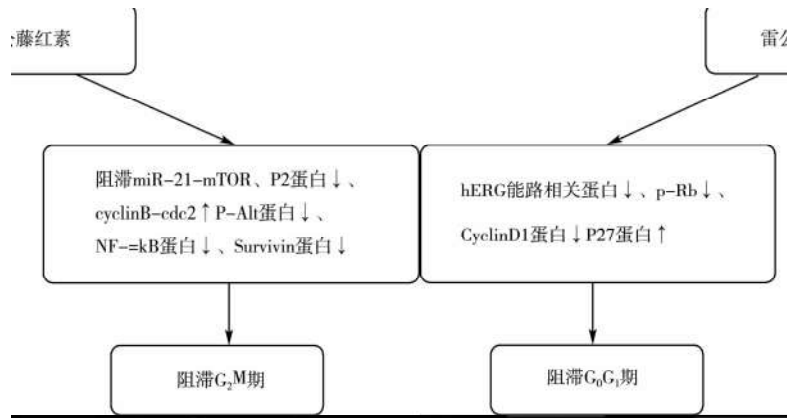 藤红素
雷公
阻滞miR-21-mTOR、P2蛋白↓、
cyclinB-cdc2↑P-Alt蛋白↓、
NF-=kB蛋白↓、Survivin蛋白↓
hERG能路相关蛋白↓、p-Rb↓、
CyclinD1蛋白↓P27蛋白↑
阻滞G₂M期
阻滞G₀G₁期